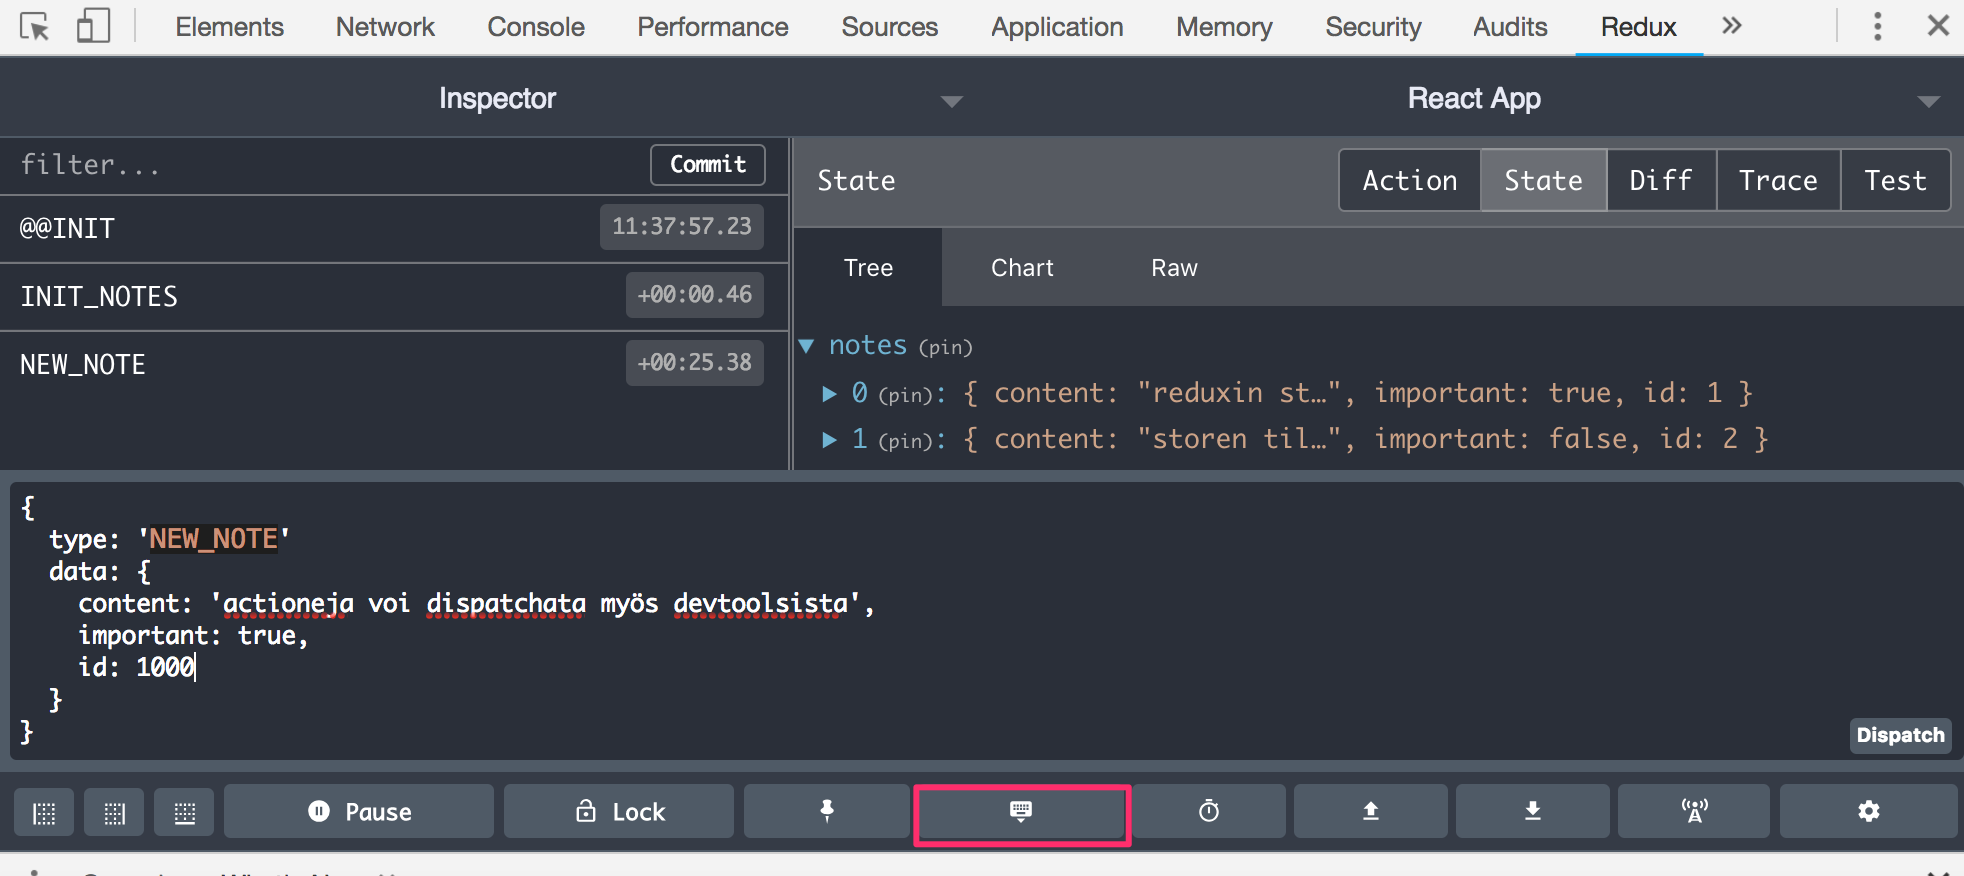 Elements Network Console Performance Sources Application Memory Security Audits Redux
Inspector React App
filter... Commit
@@INIT 11:37:57.23
INIT_NOTES +00:00.46
NEW_NOTE +00:25.38
State Action State Diff Trace Test
Tree Chart Raw
notes (pin)
0 (pin): { content: "reduxin st…", important: true, id: 1 }
1 (pin): { content: "storen til…", important: false, id: 2 }
{
type: 'NEW_NOTE'
data: {
content: 'actioneja voi dispatchata myös devtoolsista',
important: true,
id: 1000
}
}
Dispatch
Pause Lock